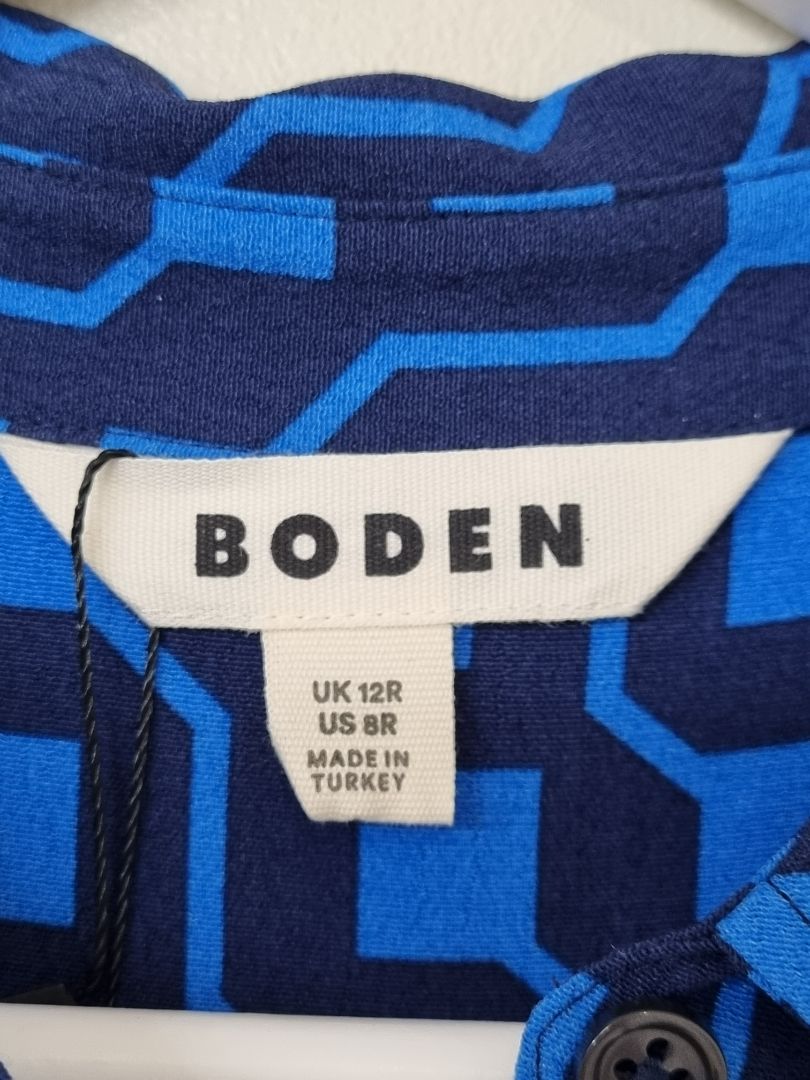 BODEN
UK 12R
US 8R
MADE IN
TURKEY